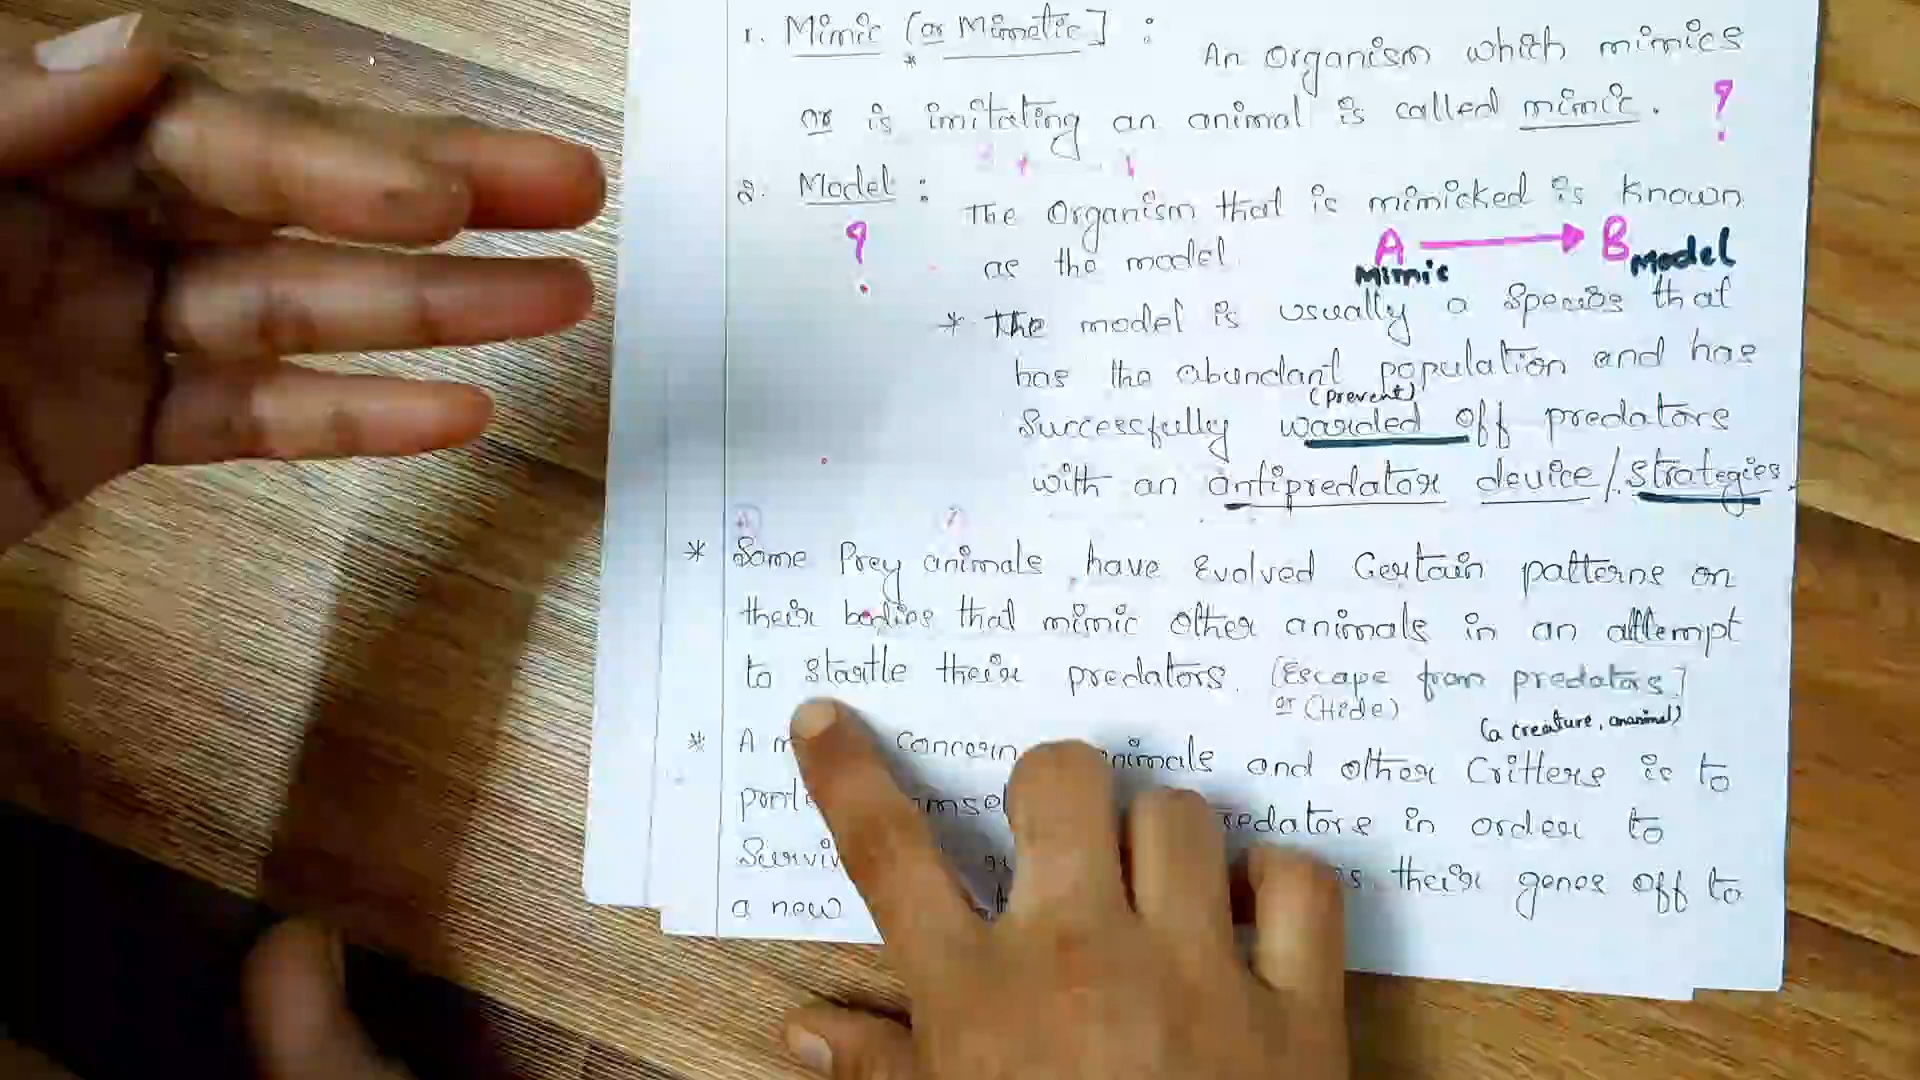 1. Mimic [or Mimetic] : An organism which mimics
or is imitating an animal is called mimic. ?
2. Model : The Organism that is mimicked is known
? as the model. A → B
Mimic Model
* The model is usually a species that
has the abundant population and has
(prevent)
Successfully warded off predators
with an antipredator device/strategies.
* Some Prey animals, have Evolved Certain patterns on
their bodies that mimic other animals in an attempt
to startle their predators. [Escape from predators]
or (Hide)
(a creature, an animal)
* A concern animals and other Critters is to
predators in order to
their genes off to
a new